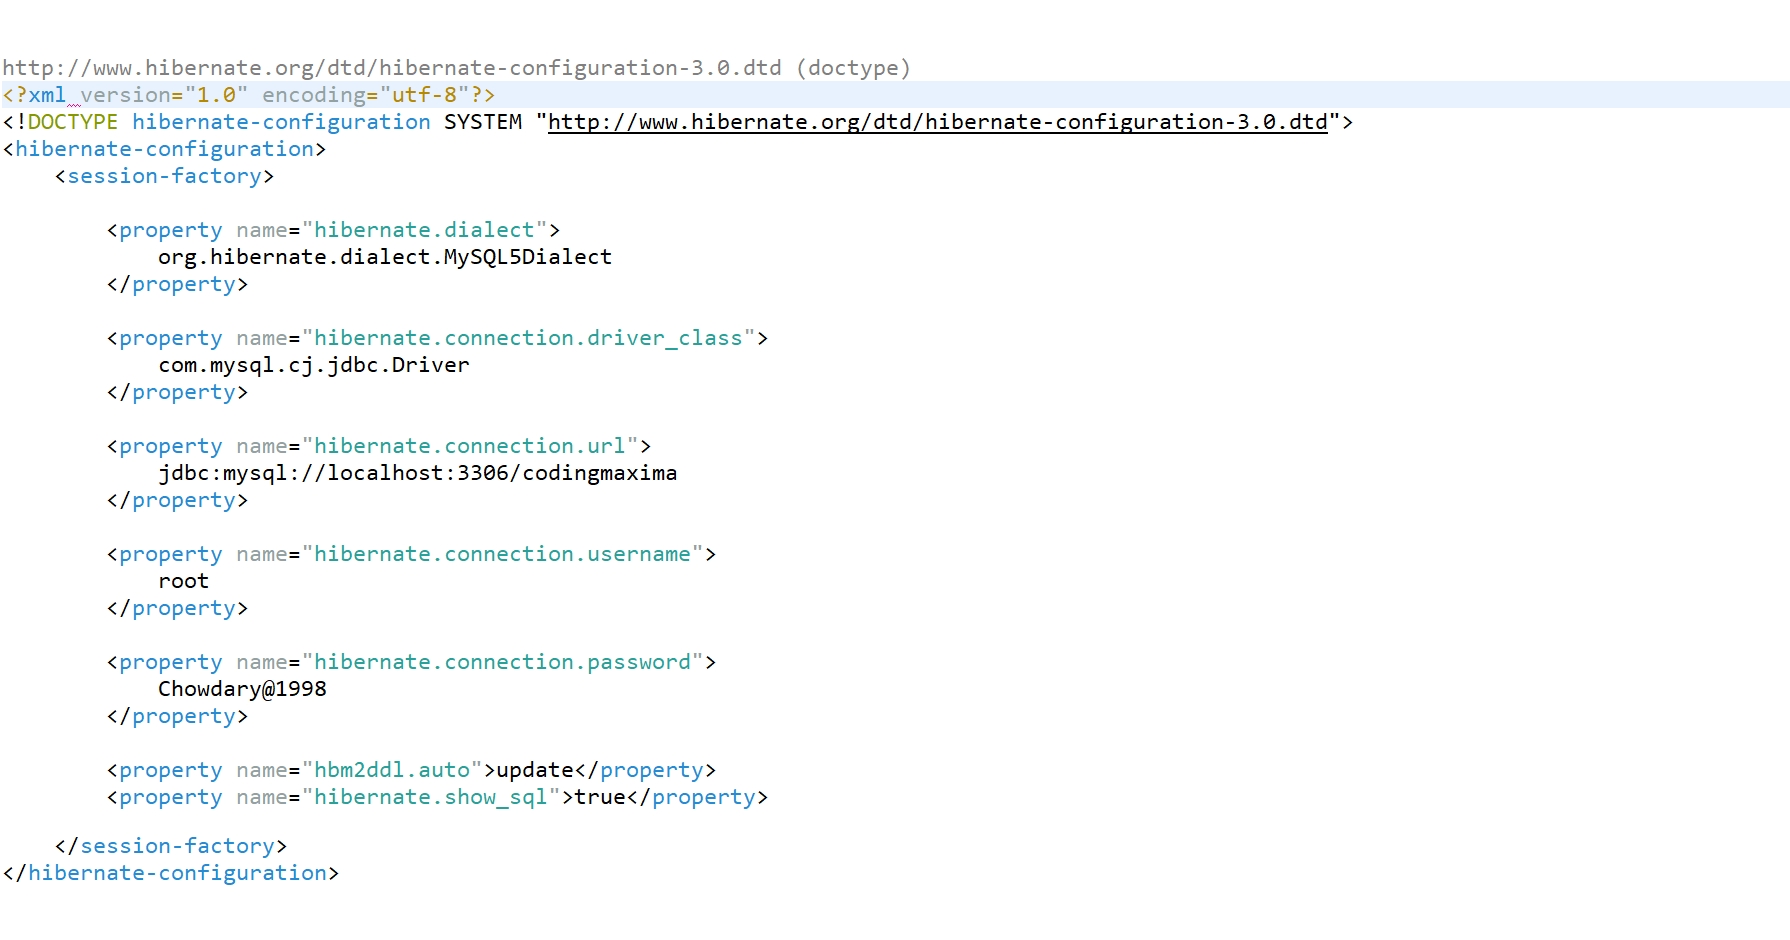 http://www.hibernate.org/dtd/hibernate-configuration-3.0.dtd (doctype)
<?xml version="1.0" encoding="utf-8"?>
<!DOCTYPE hibernate-configuration SYSTEM "http://www.hibernate.org/dtd/hibernate-configuration-3.0.dtd">
<hibernate-configuration>
    <session-factory>

        <property name="hibernate.dialect">
            org.hibernate.dialect.MySQL5Dialect
        </property>

        <property name="hibernate.connection.driver_class">
            com.mysql.cj.jdbc.Driver
        </property>

        <property name="hibernate.connection.url">
            jdbc:mysql://localhost:3306/codingmaxima
        </property>

        <property name="hibernate.connection.username">
            root
        </property>

        <property name="hibernate.connection.password">
            Chowdary@1998
        </property>

        <property name="hbm2ddl.auto">update</property>
        <property name="hibernate.show_sql">true</property>

    </session-factory>
</hibernate-configuration>